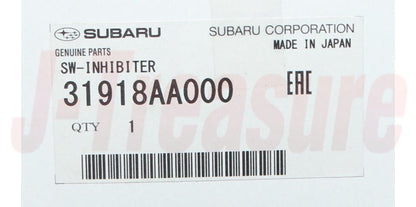 SUBARU SUBARU CORPORATION
GENUINE PARTS MADE IN JAPAN
SW-INHIBITER
31918AA000 EAC
QTY 1
J-Treasure